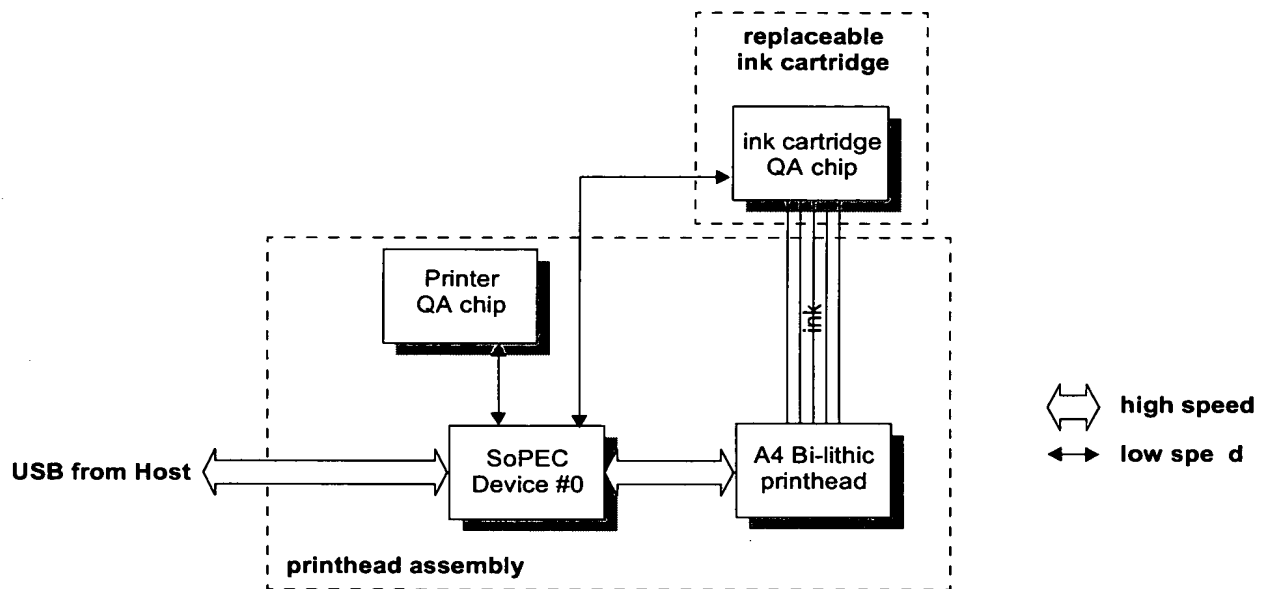 replaceable
ink cartridge
ink cartridge
QA chip
Printer
QA chip
ink
high speed
low spe d
USB from Host
SoPEC
Device #0
A4 Bi-lithic
printhead
printhead assembly